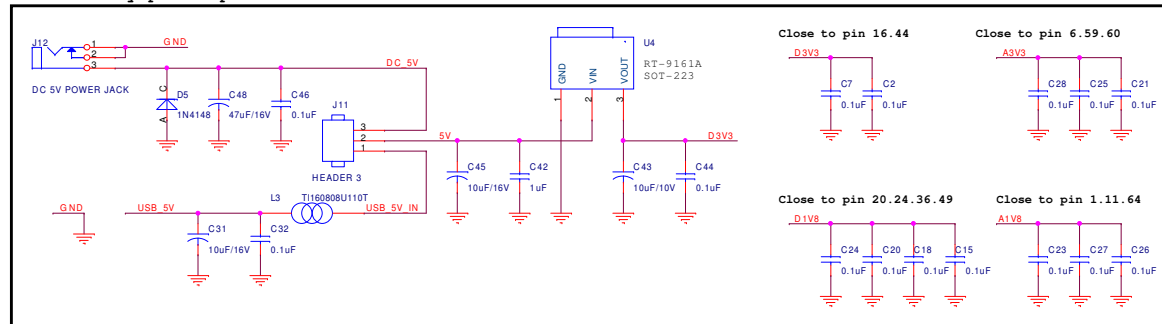 J12
1
2
3
GND
DC 5V POWER JACK
DC_5V
C
D5
1N4148
A
C48
47uF/16V
C46
0.1uF
J11
3
2
1
HEADER 3
5V
U4
RT-9161A
SOT-223
GND
VIN
VOUT
1
2
3
D3V3
C45
10uF/16V
C42
1uF
C43
10uF/10V
C44
0.1uF
GND
USB_5V
L3
TI160808U110T
USB_5V_IN
C31
10uF/16V
C32
0.1uF
Close to pin 16.44
D3V3
C7
0.1uF
C2
0.1uF
Close to pin 6.59.60
A3V3
C28
0.1uF
C25
0.1uF
C21
0.1uF
Close to pin 20.24.36.49
D1V8
C24
0.1uF
C20
0.1uF
C18
0.1uF
C15
0.1uF
Close to pin 1.11.64
A1V8
C23
0.1uF
C27
0.1uF
C26
0.1uF